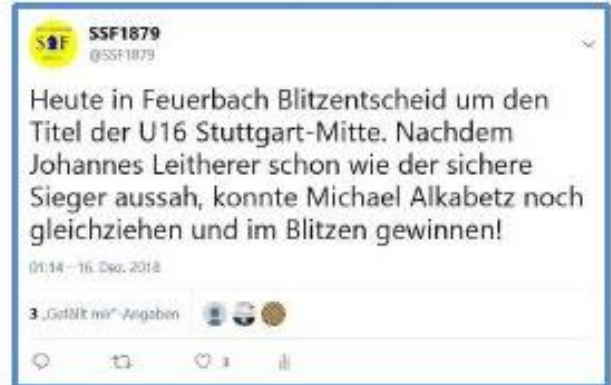 SSF
SSF1879
@SSF1879
Heute in Feuerbach Blitzentscheid um den
Titel der U16 Stuttgart-Mitte. Nachdem
Johannes Leitherer schon wie der sichere
Sieger aussah, konnte Michael Alkabetz noch
gleichziehen und im Blitzen gewinnen!
01:14 - 16. Dez. 2018
3 „Gefällt mir“-Angaben
3